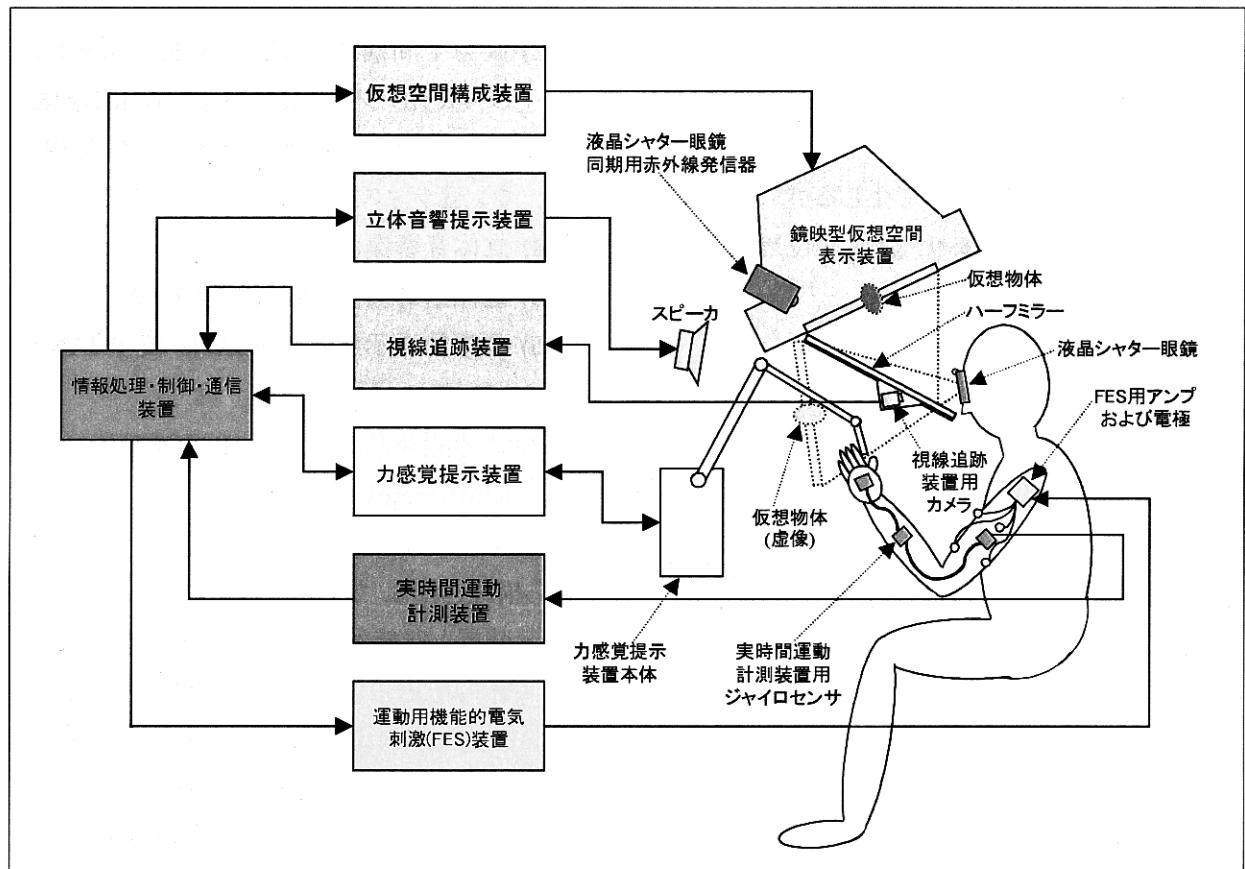 仮想空間構成装置
液晶シャター眼鏡
同期用赤外線発信器
立体音響提示装置
鏡映型仮想空間
表示装置
仮想物体
スピーカ
ハーフミラー
視線追跡装置
液晶シャター眼鏡
情報処理・制御・通信
装置
FES用アンプ
および電極
力感覚提示装置
視線追跡
装置用
カメラ
仮想物体
(虚像)
実時間運動
計測装置
力感覚提示
装置本体
実時間運動
計測装置用
ジャイロセンサ
運動用機能的電気
刺激(FES)装置